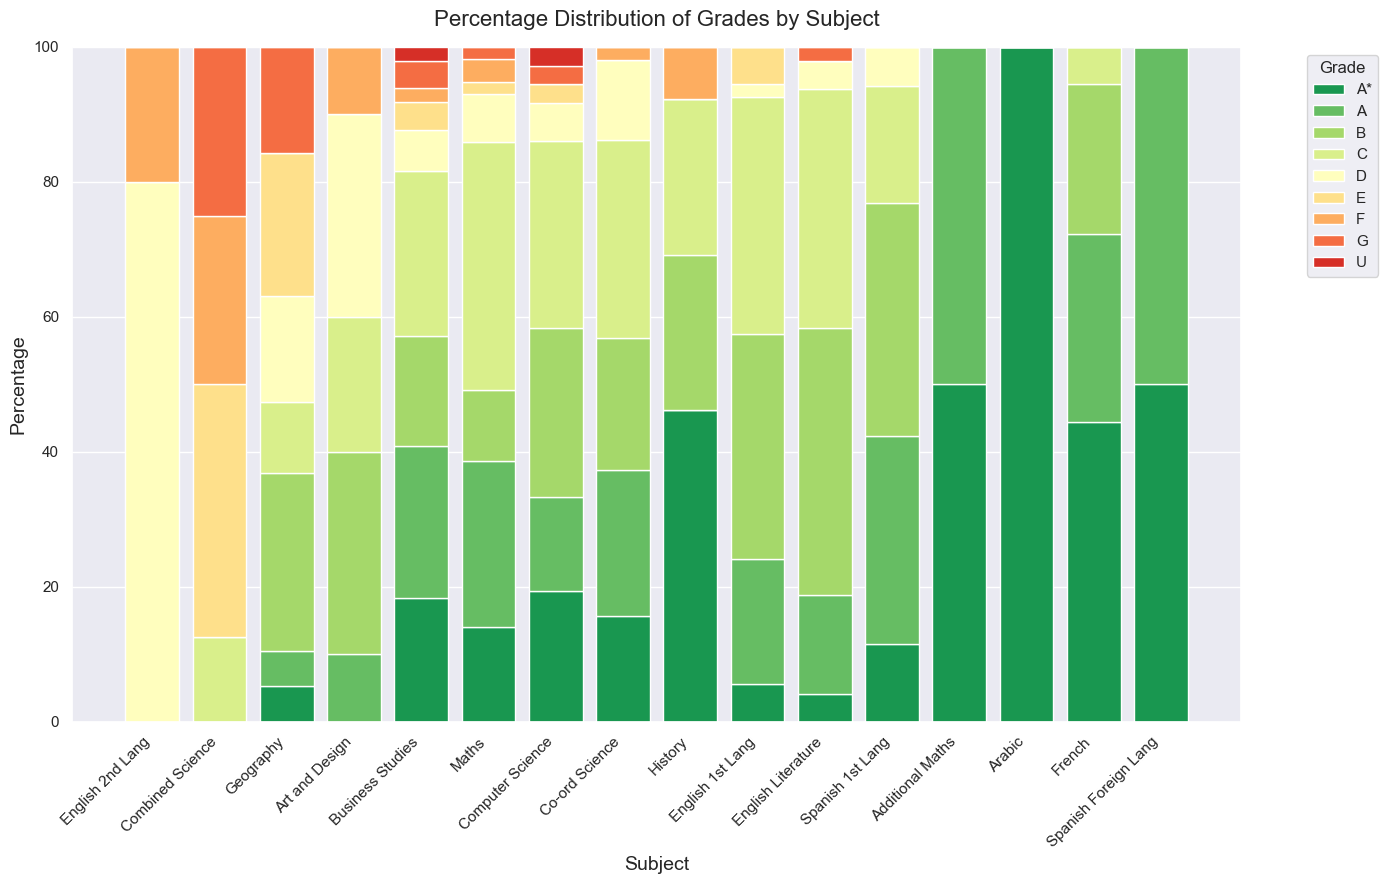 Percentage Distribution of Grades by Subject
Percentage
100
80
60
40
20
0
English 2nd Lang
Combined Science
Geography
Art and Design
Business Studies
Maths
Computer Science
Co-ord Science
History
English 1st Lang
English Literature
Spanish 1st Lang
Additional Maths
Arabic
French
Spanish Foreign Lang
Subject
Grade
A*
A
B
C
D
E
F
G
U